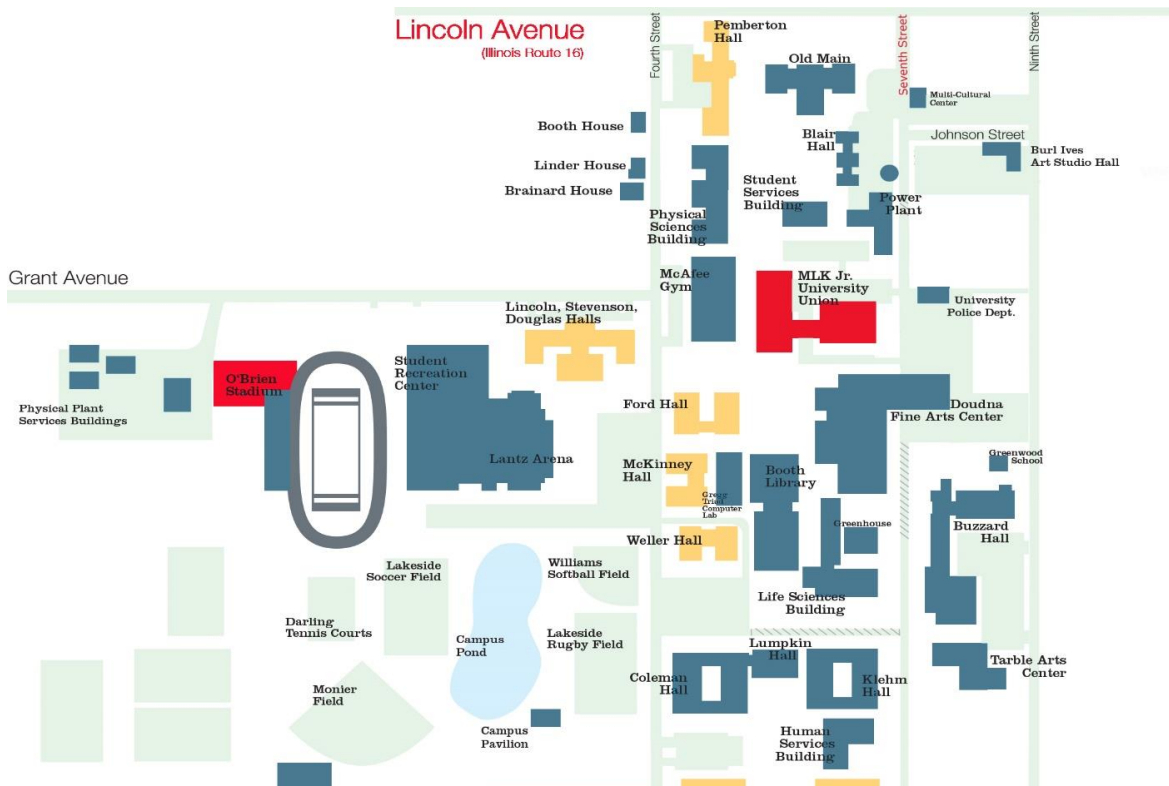 Lincoln Avenue
(Illinois Route 16)
Fourth Street
Pemberton
Hall
Old Main
Seventh Street
Ninth Street
Multi-Cultural
Center
Booth House
Blair
Hall
Johnson Street
Burl Ives
Art Studio Hall
Linder House
Brainard House
Student
Services
Building
Power
Plant
Physical
Sciences
Building
Grant Avenue
McAfee
Gym
MLK Jr.
University
Union
University
Police Dept.
Lincoln, Stevenson,
Douglas Halls
Student
Recreation
Center
O'Brien
Stadium
Physical Plant
Services Buildings
Ford Hall
Doudna
Fine Arts Center
Lantz Arena
McKinney
Hall
Gregg
Triad
Computer
Lab
Booth
Library
Greenwood
School
Weller Hall
Greenhouse
Buzzard
Hall
Lakeside
Soccer Field
Williams
Softball Field
Life Sciences
Building
Darling
Tennis Courts
Campus
Pond
Lakeside
Rugby Field
Lumpkin
Hall
Coleman
Hall
Klehm
Hall
Tarble Arts
Center
Monier
Field
Campus
Pavilion
Human
Services
Building